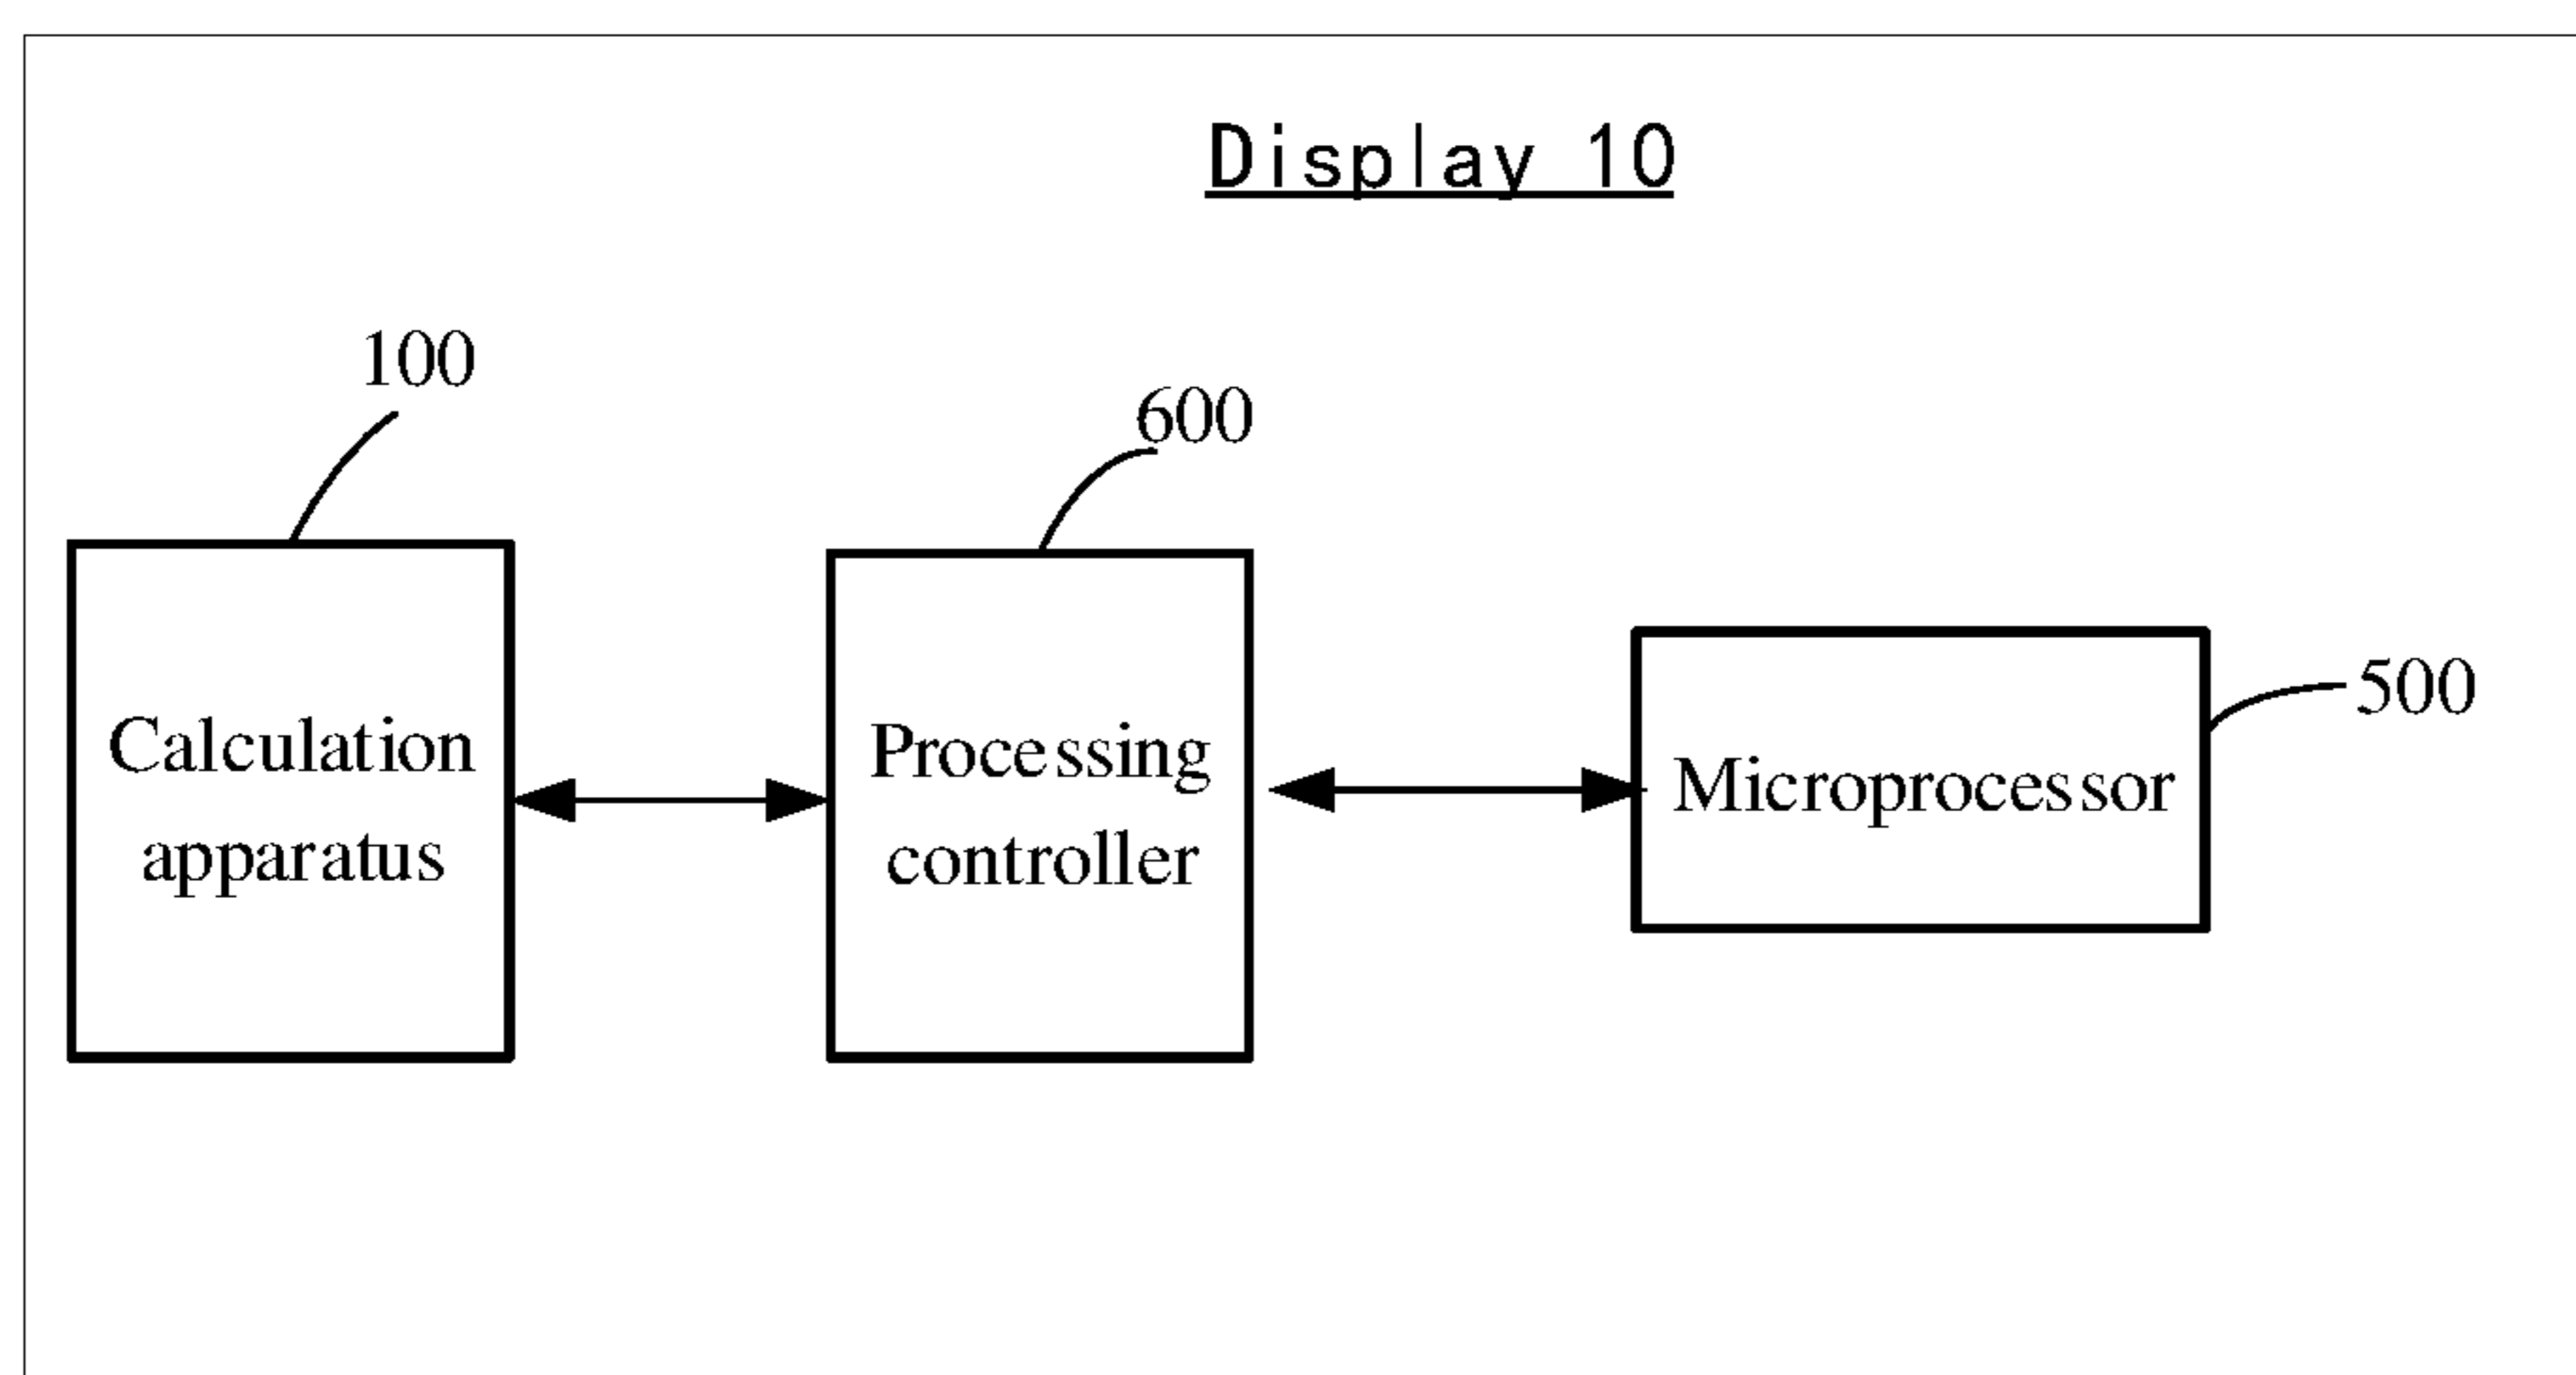 Display 10
100
600
500
Calculation
apparatus
Processing
controller
Microprocessor